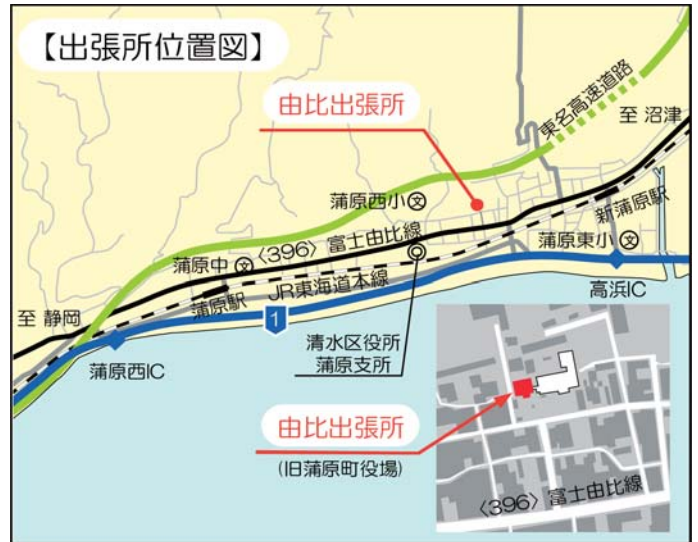 【出張所位置図】
由比出張所
東名高速道路
至 沼津
蒲原西小文
新蒲原駅
〈396〉富士由比線
蒲原中文
蒲原東小文
蒲原駅
JR東海道本線
高浜IC
至 静岡
1
清水区役所
蒲原支所
蒲原西IC
由比出張所
(旧蒲原町役場)
〈396〉富士由比線